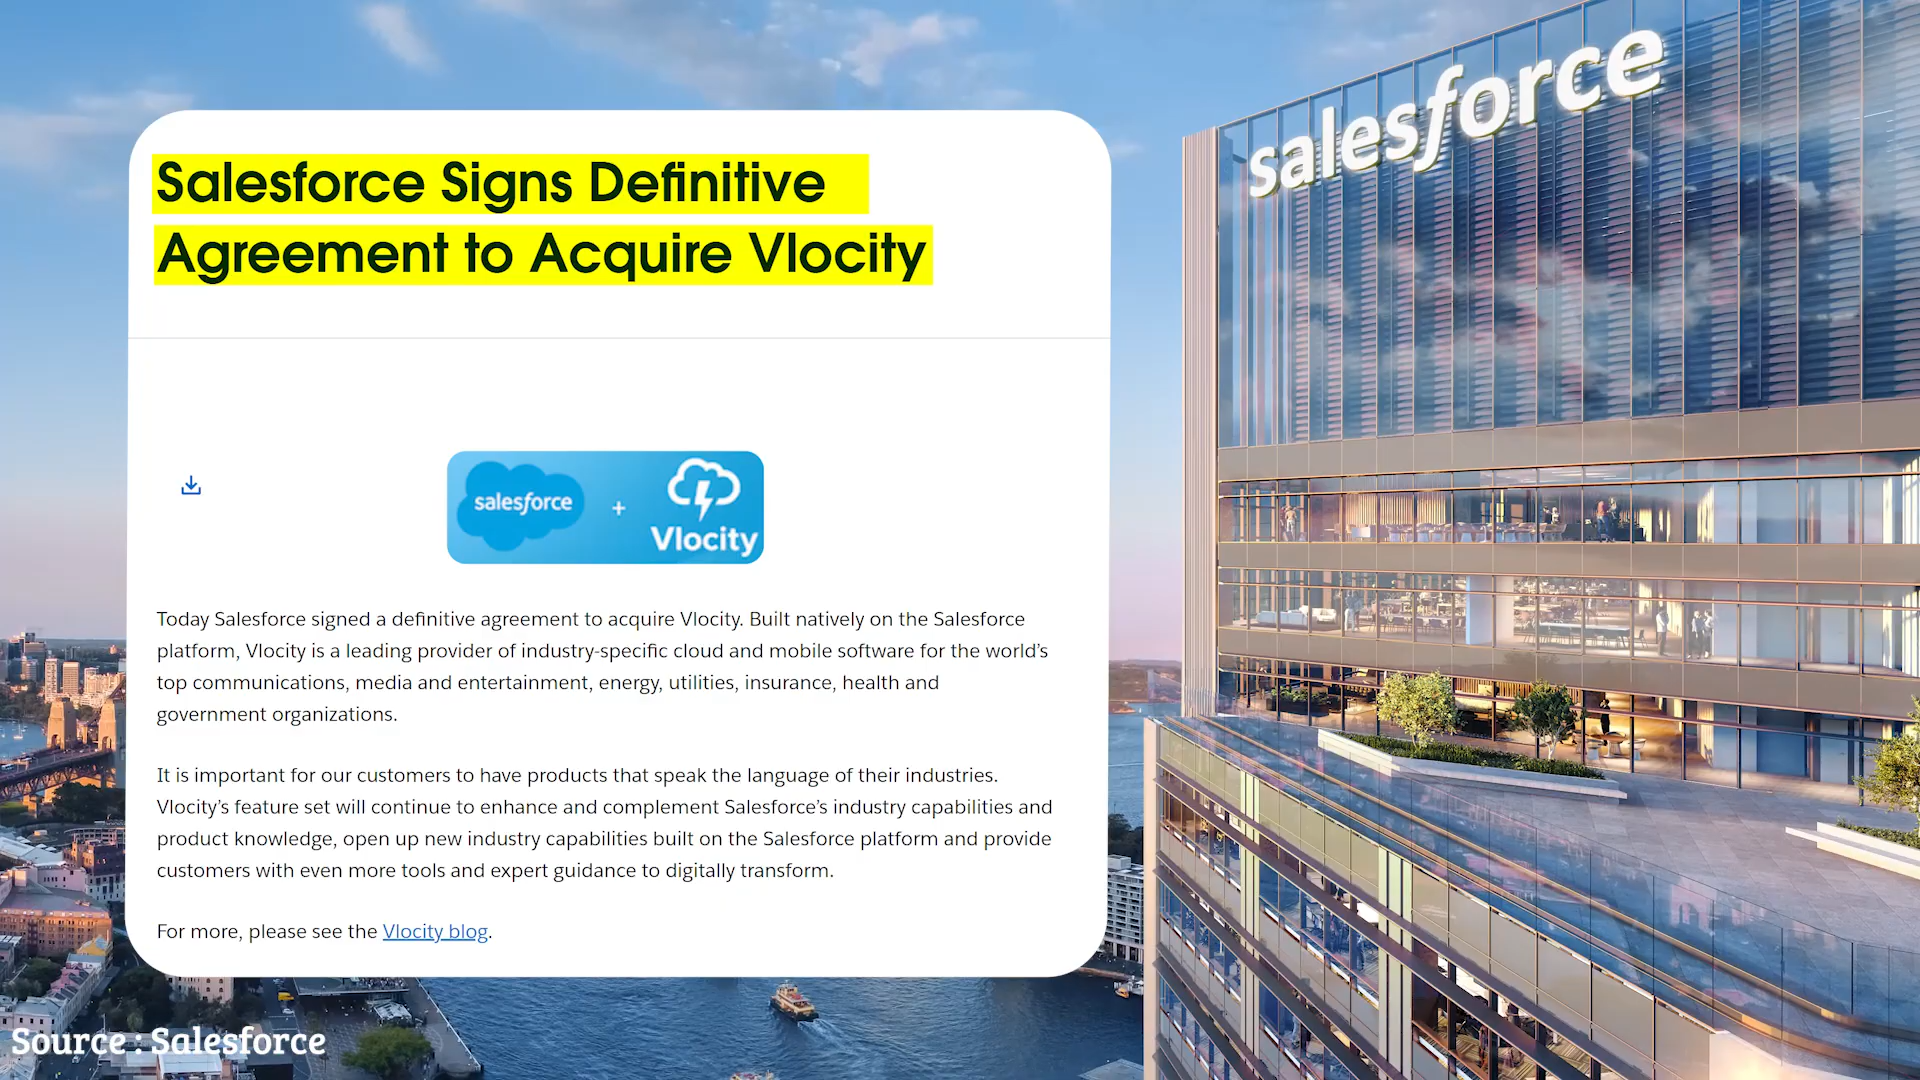 salesforce
Salesforce Signs Definitive
Agreement to Acquire Vlocity
salesforce + Vlocity
Today Salesforce signed a definitive agreement to acquire Vlocity. Built natively on the Salesforce
platform, Vlocity is a leading provider of industry-specific cloud and mobile software for the world’s
top communications, media and entertainment, energy, utilities, insurance, health and
government organizations.
It is important for our customers to have products that speak the language of their industries.
Vlocity’s feature set will continue to enhance and complement Salesforce’s industry capabilities and
product knowledge, open up new industry capabilities built on the Salesforce platform and provide
customers with even more tools and expert guidance to digitally transform.
For more, please see the Vlocity blog.
Source : Salesforce